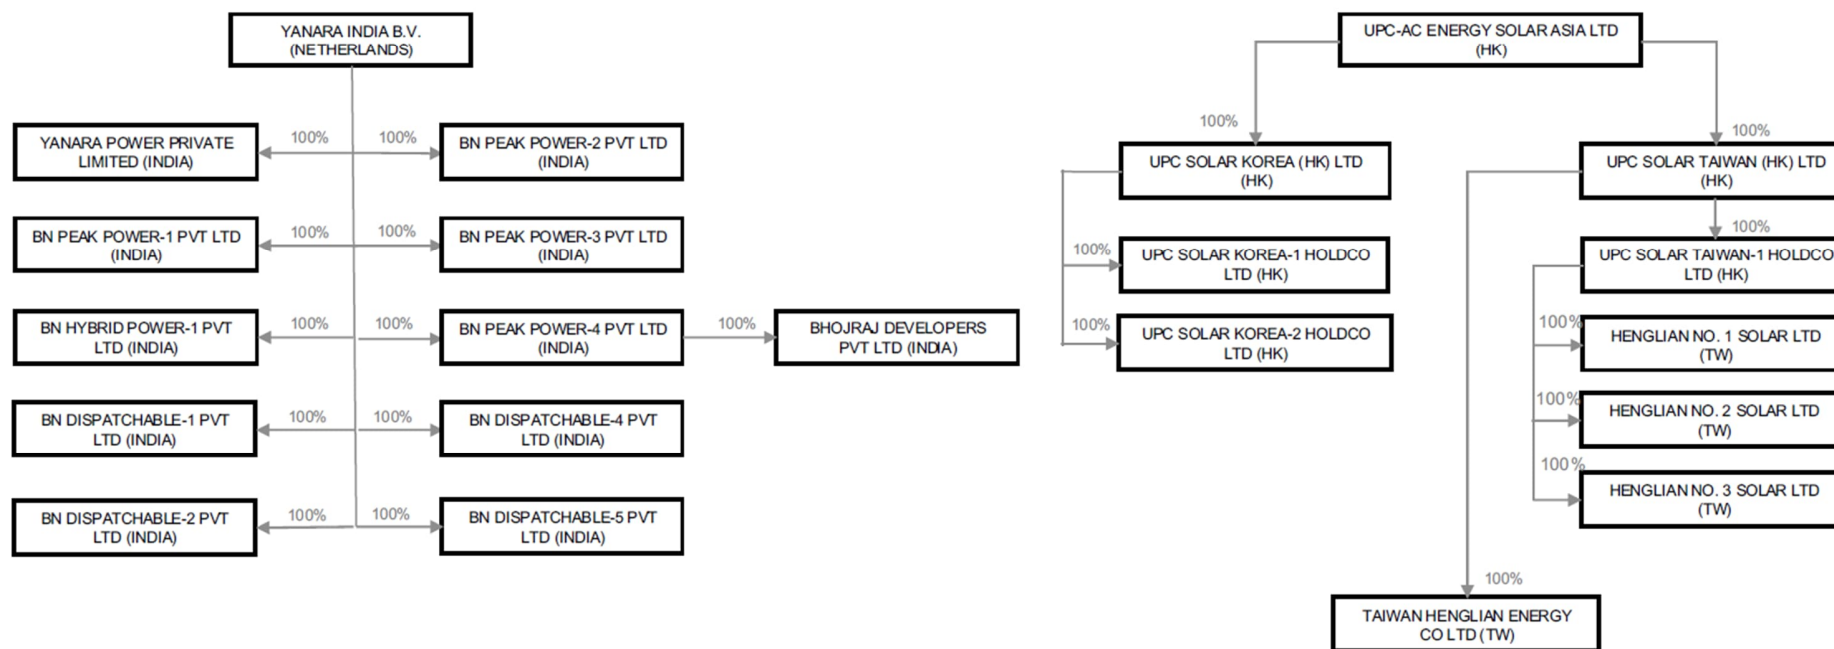 YANARA INDIA B.V.
(NETHERLANDS)
100%
100%
YANARA POWER PRIVATE
LIMITED (INDIA)
BN PEAK POWER-2 PVT LTD
(INDIA)
100%
100%
BN PEAK POWER-1 PVT LTD
(INDIA)
BN PEAK POWER-3 PVT LTD
(INDIA)
100%
100%
BN HYBRID POWER-1 PVT
LTD (INDIA)
BN PEAK POWER-4 PVT LTD
(INDIA)
100%
BHOJRAJ DEVELOPERS
PVT LTD (INDIA)
100%
100%
BN DISPATCHABLE-1 PVT
LTD (INDIA)
BN DISPATCHABLE-4 PVT
LTD (INDIA)
100%
100%
BN DISPATCHABLE-2 PVT
LTD (INDIA)
BN DISPATCHABLE-5 PVT
LTD (INDIA)
UPC-AC ENERGY SOLAR ASIA LTD
(HK)
100%
100%
UPC SOLAR KOREA (HK) LTD
(HK)
100%
UPC SOLAR KOREA-1 HOLDCO
LTD (HK)
100%
UPC SOLAR KOREA-2 HOLDCO
LTD (HK)
UPC SOLAR TAIWAN (HK) LTD
(HK)
100%
UPC SOLAR TAIWAN-1 HOLDCO
LTD (HK)
100%
HENGLIAN NO. 1 SOLAR LTD
(TW)
100%
HENGLIAN NO. 2 SOLAR LTD
(TW)
100%
HENGLIAN NO. 3 SOLAR LTD
(TW)
100%
TAIWAN HENGLIAN ENERGY
CO LTD (TW)